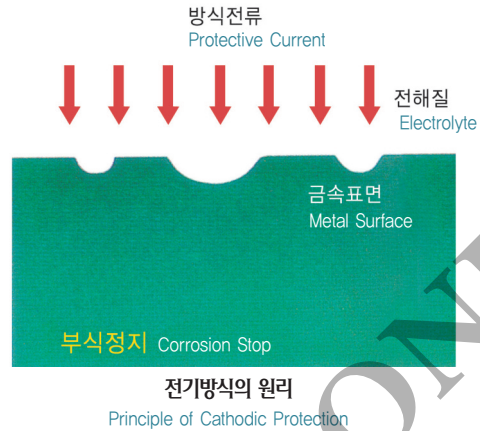 방식전류
Protective Current
전해질
Electrolyte
금속표면
Metal Surface
부식정지 Corrosion Stop
전기방식의 원리
Principle of Cathodic Protection